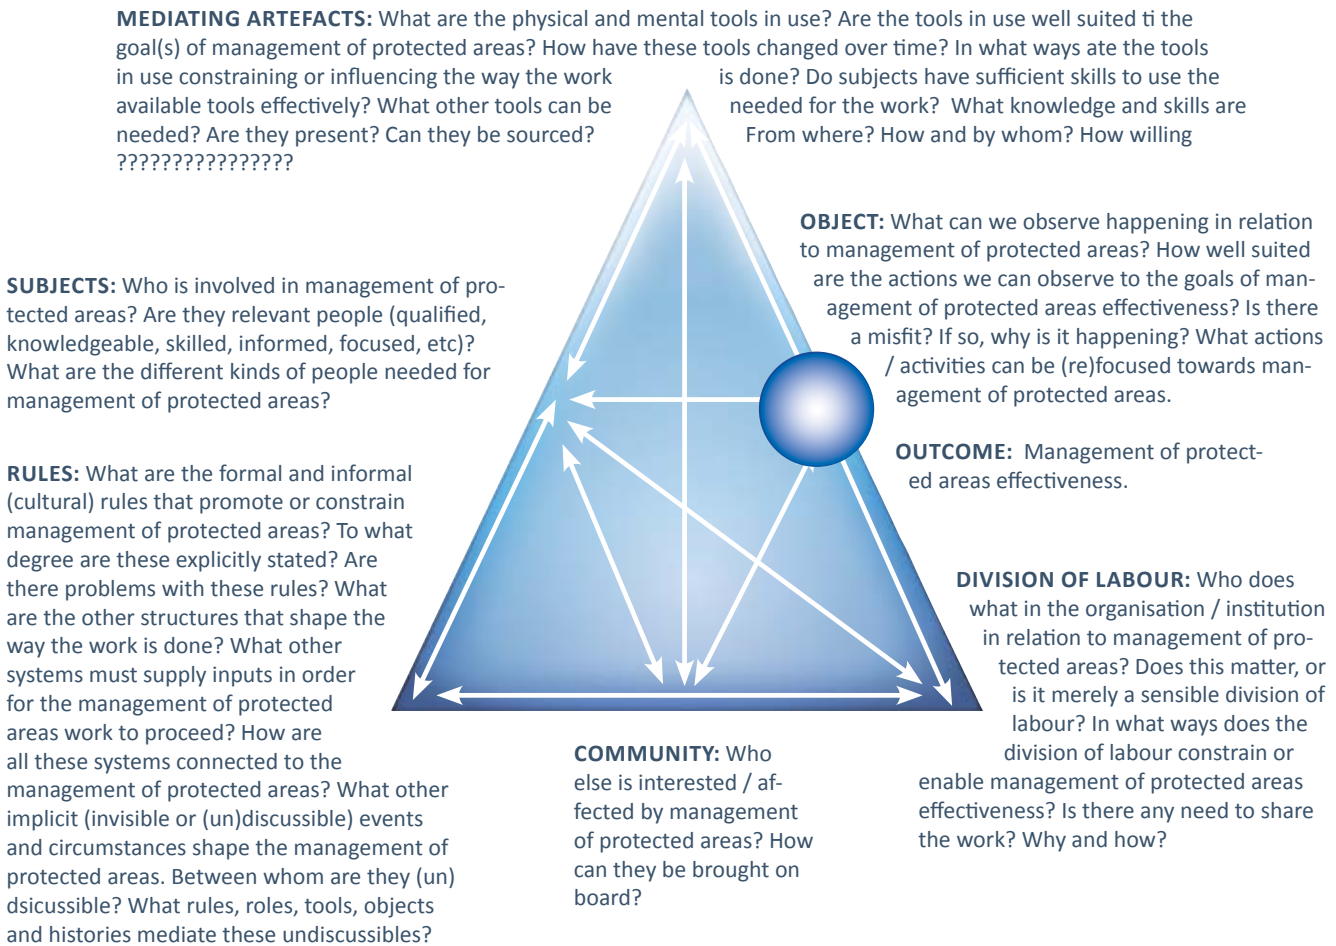 MEDIATING ARTEFACTS: What are the physical and mental tools in use? Are the tools in use well suited ti the
goal(s) of management of protected areas? How have these tools changed over time? In what ways ate the tools
in use constraining or influencing the way the work is done? Do subjects have sufficient skills to use the
available tools effectively? What other tools can be needed for the work? What knowledge and skills are
needed? Are they present? Can they be sourced? From where? How and by whom? How willing
????????????????
OBJECT: What can we observe happening in relation
to management of protected areas? How well suited
are the actions we can observe to the goals of man-
agement of protected areas effectiveness? Is there
a misfit? If so, why is it happening? What actions
/ activities can be (re)focused towards man-
agement of protected areas.
SUBJECTS: Who is involved in management of pro-
tected areas? Are they relevant people (qualified,
knowledgeable, skilled, informed, focused, etc)?
What are the different kinds of people needed for
management of protected areas?
OUTCOME: Management of protect-
ed areas effectiveness.
RULES: What are the formal and informal
(cultural) rules that promote or constrain
management of protected areas? To what
degree are these explicitly stated? Are
there problems with these rules? What
are the other structures that shape the
way the work is done? What other
systems must supply inputs in order
for the management of protected
areas work to proceed? How are
all these systems connected to the
management of protected areas? What other
implicit (invisible or (un)discussible) events
and circumstances shape the management of
protected areas. Between whom are they (un)
dsicussible? What rules, roles, tools, objects
and histories mediate these undiscussibles?
DIVISION OF LABOUR: Who does
what in the organisation / institution
in relation to management of pro-
tected areas? Does this matter, or
is it merely a sensible division of
labour? In what ways does the
division of labour constrain or
enable management of protected areas
effectiveness? Is there any need to share
the work? Why and how?
COMMUNITY: Who
else is interested / af-
fected by management
of protected areas? How
can they be brought on
board?